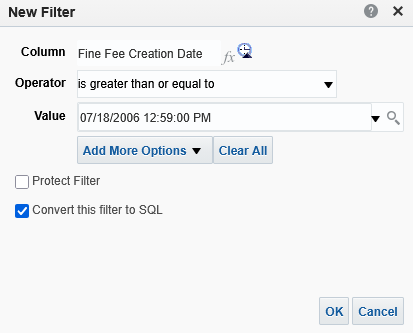 New Filter
Column Fine Fee Creation Date fx
Operator is greater than or equal to
Value 07/18/2006 12:59:00 PM
Add More Options Clear All
Protect Filter
Convert this filter to SQL
OK Cancel